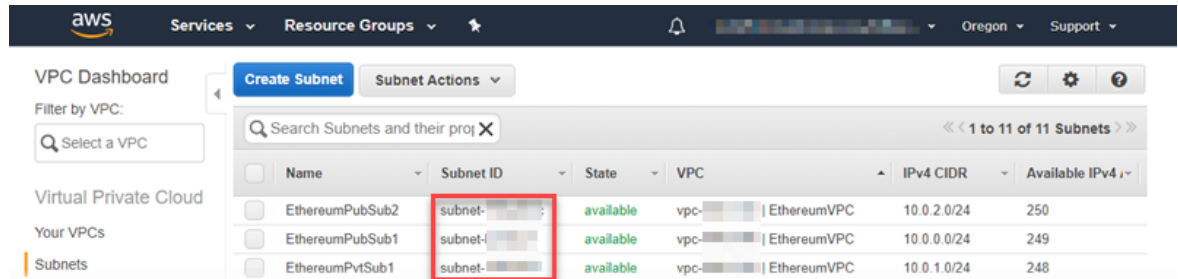 aws Services Resource Groups Oregon Support
VPC Dashboard Create Subnet Subnet Actions
Filter by VPC:
Select a VPC Search Subnets and their prop 1 to 11 of 11 Subnets
Name Subnet ID State VPC IPv4 CIDR Available IPv4
Virtual Private Cloud
EthereumPubSub2 subnet- available vpc- | EthereumVPC 10.0.2.0/24 250
Your VPCs
EthereumPubSub1 subnet- available vpc- | EthereumVPC 10.0.0.0/24 249
Subnets
EthereumPvtSub1 subnet- available vpc- | EthereumVPC 10.0.1.0/24 248